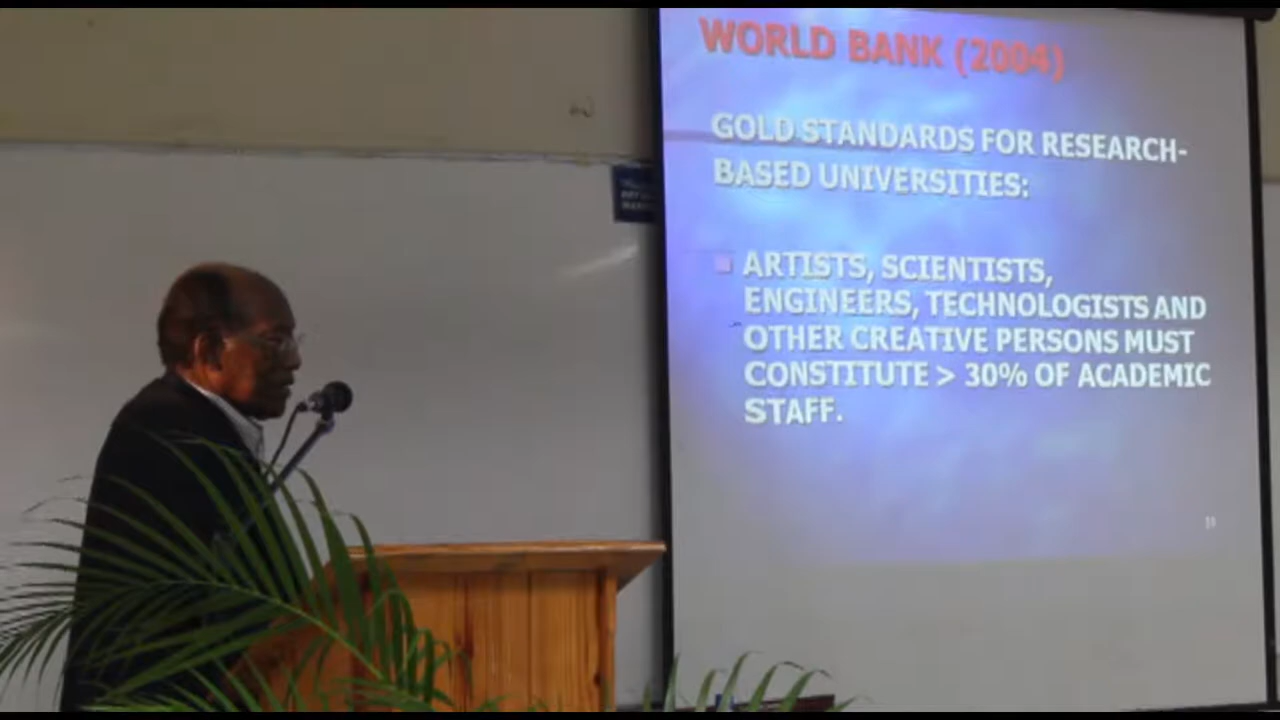 WORLD BANK (2004)
GOLD STANDARDS FOR RESEARCH-
BASED UNIVERSITIES:
ARTISTS, SCIENTISTS,
ENGINEERS, TECHNOLOGISTS AND
OTHER CREATIVE PERSONS MUST
CONSTITUTE > 30% OF ACADEMIC
STAFF.